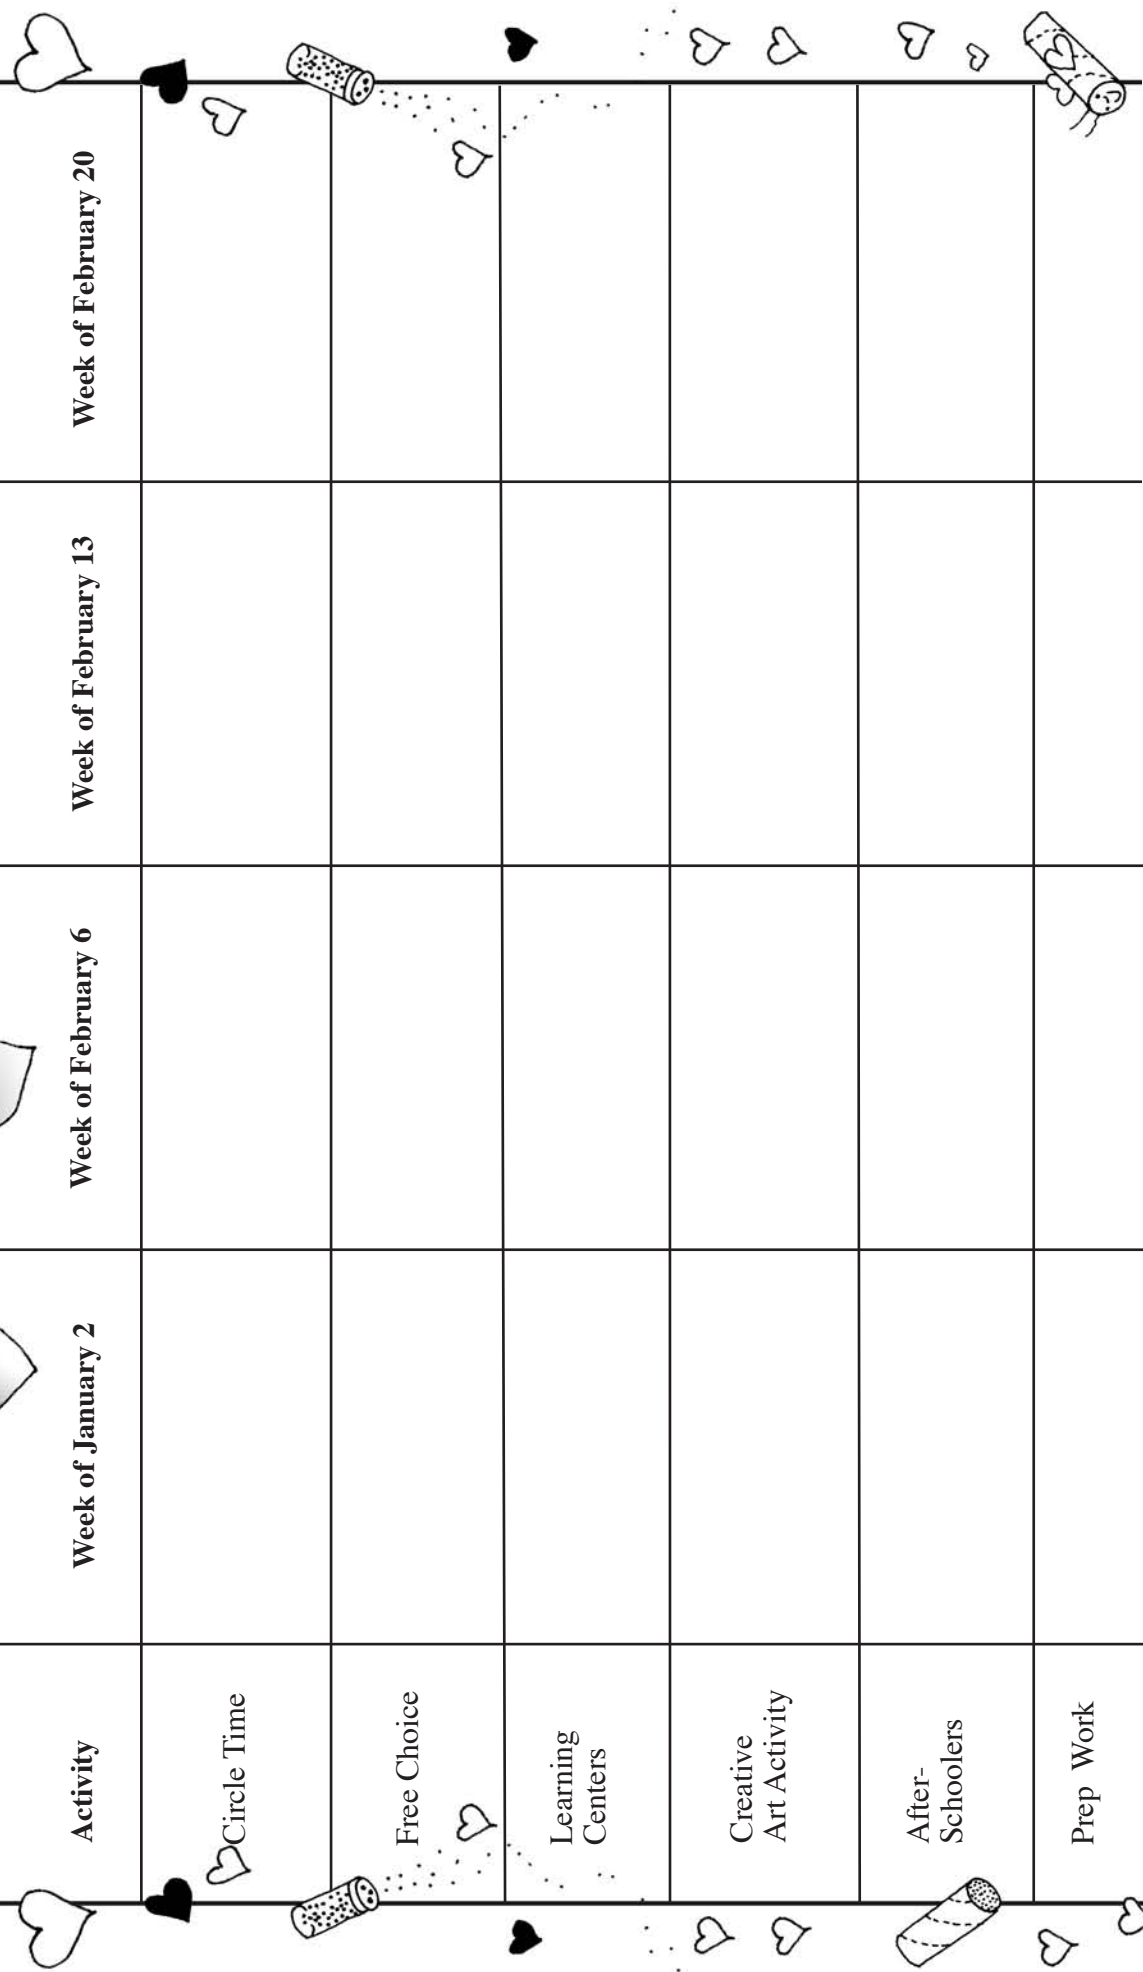 Activity
Week of January 2
Week of February 6
Week of February 13
Week of February 20
Circle Time
Free Choice
Learning
Centers
Creative
Art Activity
After-
Schoolers
Prep Work